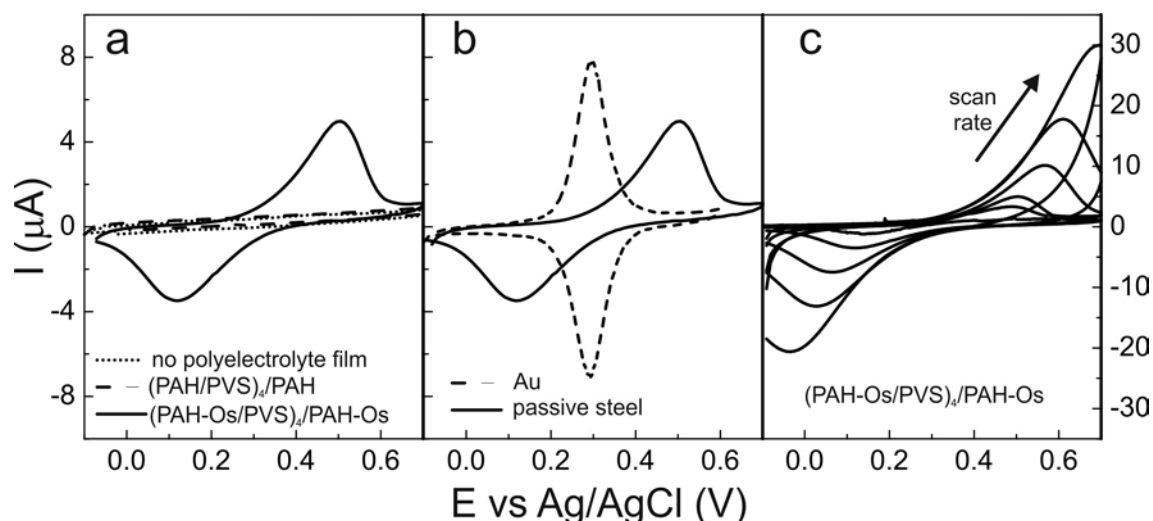 a
b
c
I (μA)
8
4
0
-4
-8
30
20
10
0
-10
-20
-30
scan
rate
no polyelectrolyte film
(PAH/PVS)₄/PAH
(PAH-Os/PVS)₄/PAH-Os
Au
passive steel
(PAH-Os/PVS)₄/PAH-Os
0.0 0.2 0.4 0.6
0.0 0.2 0.4 0.6
0.0 0.2 0.4 0.6
E vs Ag/AgCl (V)